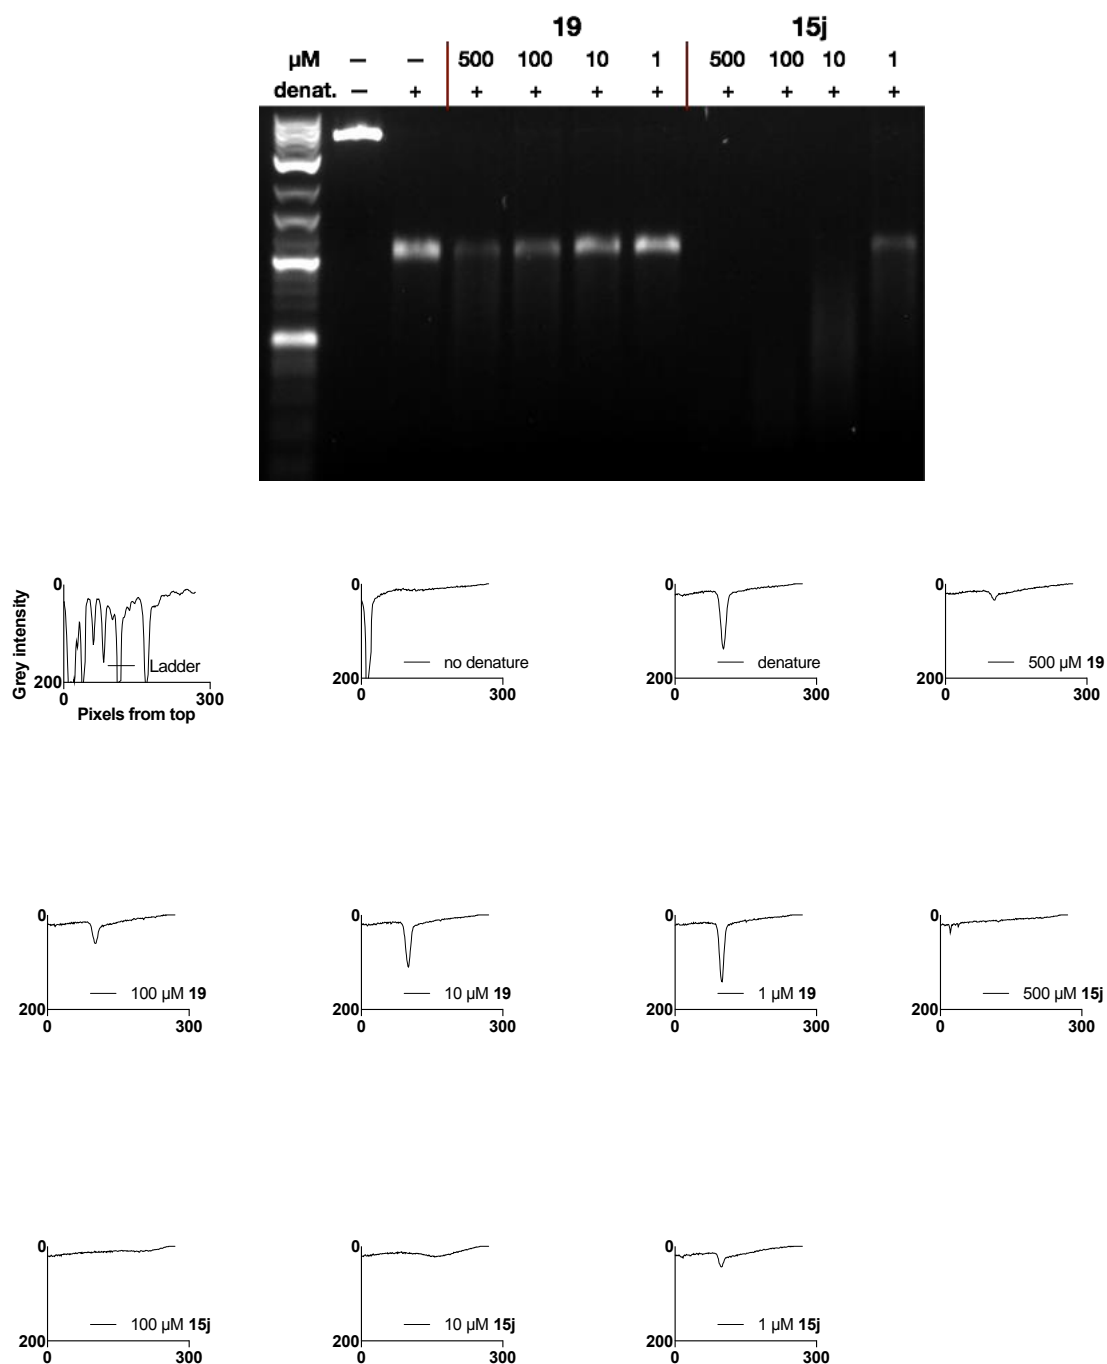 19 15j
µM — — 500 100 10 1 500 100 10 1
denat. — + + + + + + + + +
0
Grey intensity
200
0 300
Pixels from top
Ladder
0
200
0 300
no denature
0
200
0 300
denature
0
200
0 300
500 µM 19
0
200
0 300
100 µM 19
0
200
0 300
10 µM 19
0
200
0 300
1 µM 19
0
200
0 300
500 µM 15j
0
200
0 300
100 µM 15j
0
200
0 300
10 µM 15j
0
200
0 300
1 µM 15j